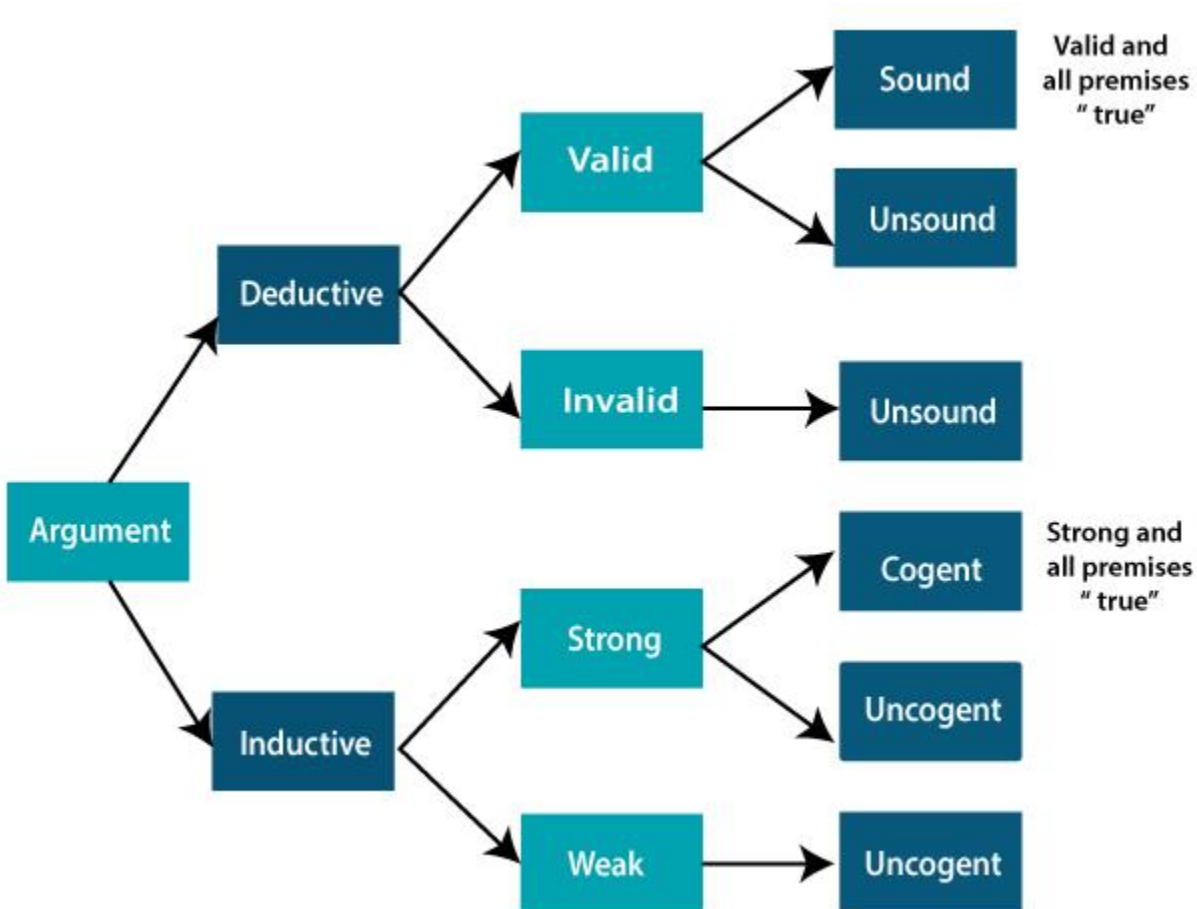 Argument
Deductive
Inductive
Valid
Invalid
Strong
Weak
Sound
Valid and
all premises
“ true”
Unsound
Unsound
Cogent
Strong and
all premises
“ true”
Uncogent
Uncogent